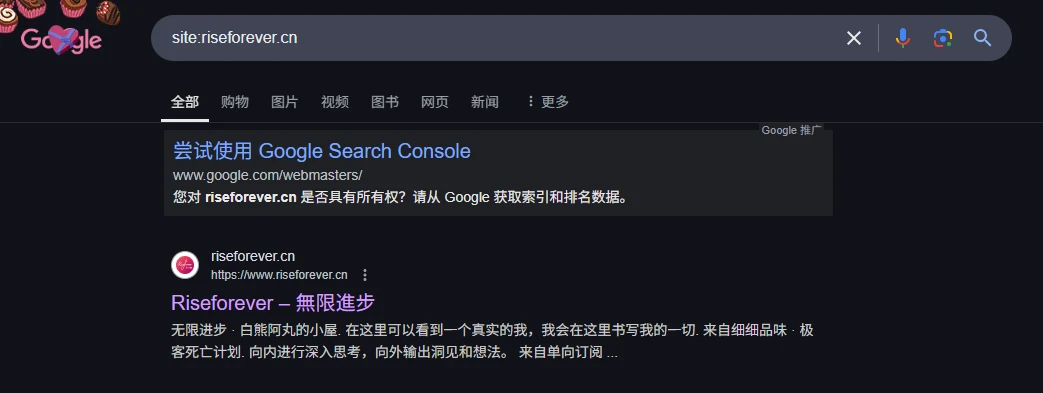 Google
site:riseforever.cn
全部 购物 图片 视频 图书 网页 新闻 更多
Google 推广
尝试使用 Google Search Console
www.google.com/webmasters/
您对 riseforever.cn 是否具有所有权？请从 Google 获取索引和排名数据。
riseforever.cn
https://www.riseforever.cn
Riseforever – 無限進步
无限进步 · 白熊阿丸的小屋. 在这里可以看到一个真实的我，我会在这里书写我的一切. 来自细细品味 · 极
客死亡计划. 向内进行深入思考，向外输出洞见和想法。 来自单向订阅 ...